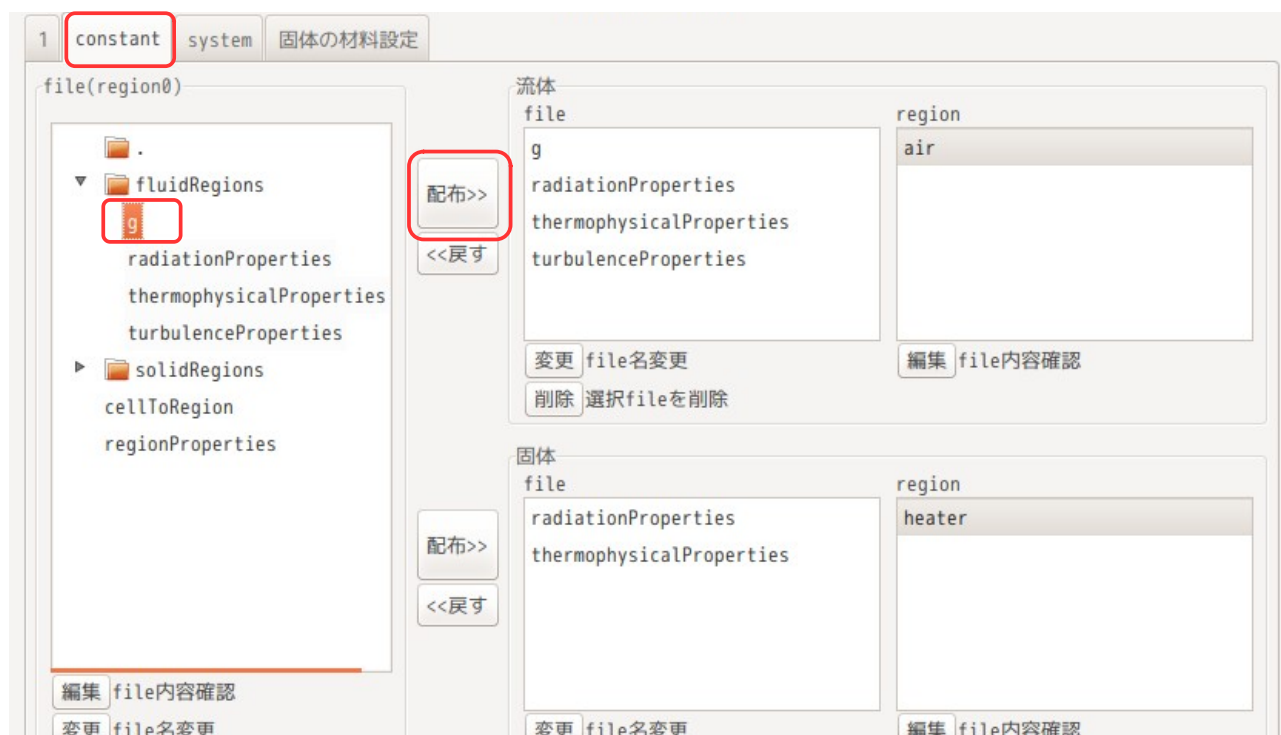 1 constant system 固体の材料設定
file(region0)
.
fluidRegions
g
radiationProperties
thermophysicalProperties
turbulenceProperties
solidRegions
cellToRegion
regionProperties
編集 file内容確認
変更 file名変更
配布>>
<<戻す
流体
file
g
radiationProperties
thermophysicalProperties
turbulenceProperties
変更 file名変更
削除 選択fileを削除
region
air
編集 file内容確認
配布>>
<<戻す
固体
file
radiationProperties
thermophysicalProperties
変更 file名変更
region
heater
編集 file内容確認